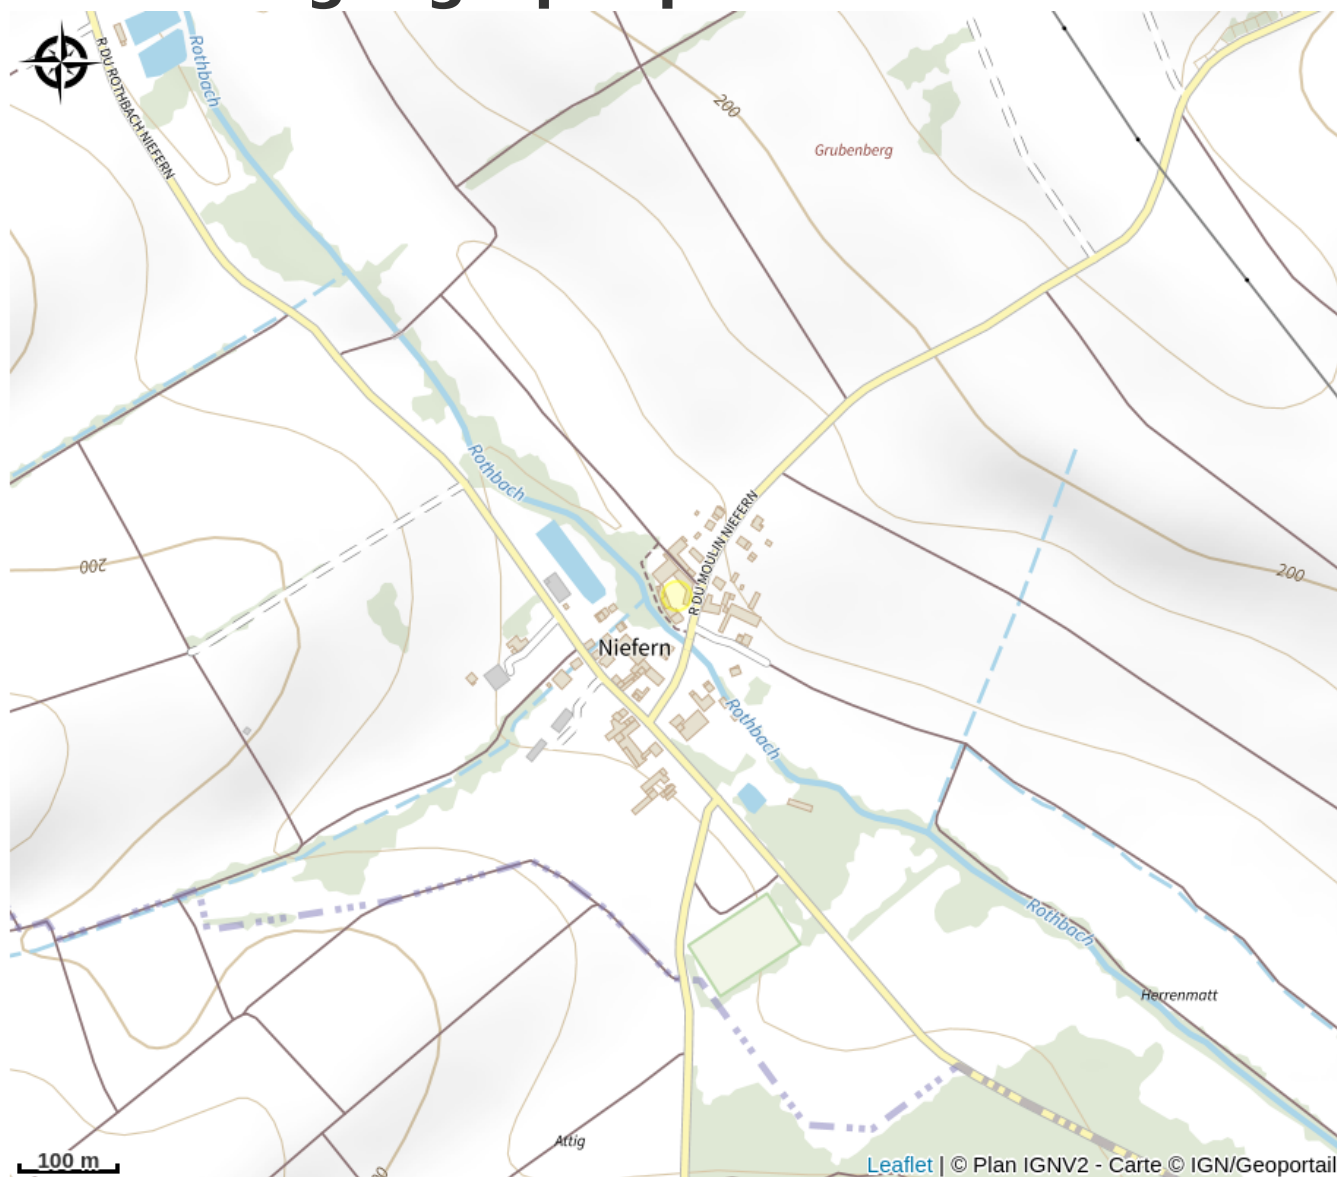 Rothbach
R DU ROTHBACH NIEFERN
200
Grubenberg
Rothbach
R DU MOULIN NIEFERN
200
200
Niefern
Rothbach
Rothbach
Herrenmatt
Attig
100 m
Leaflet | © Plan IGNV2 - Carte © IGN/Geoportail